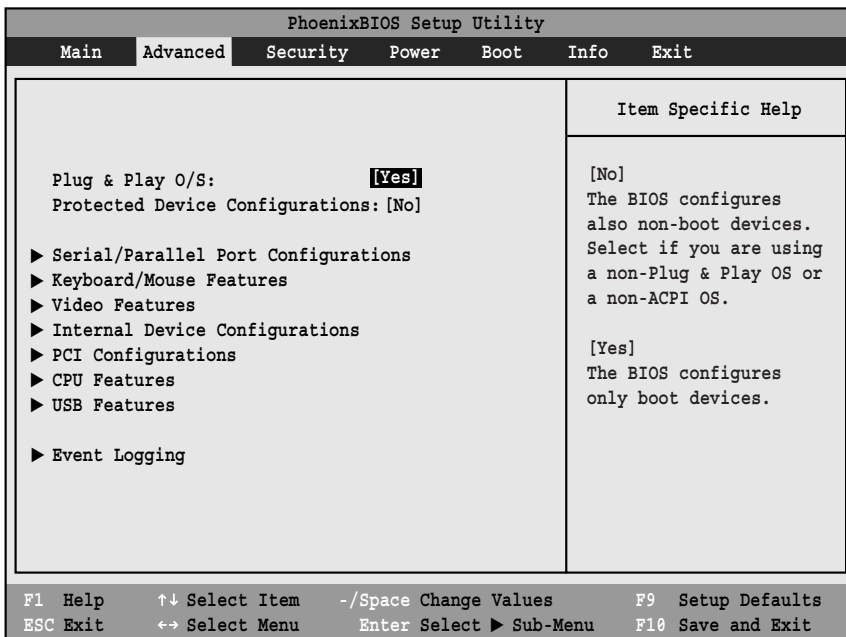 PhoenixBIOS Setup Utility
Main Advanced Security Power Boot Info Exit
Item Specific Help
Plug & Play O/S: [Yes]
Protected Device Configurations: [No]
▶ Serial/Parallel Port Configurations
▶ Keyboard/Mouse Features
▶ Video Features
▶ Internal Device Configurations
▶ PCI Configurations
▶ CPU Features
▶ USB Features
▶ Event Logging
[No]
The BIOS configures
also non-boot devices.
Select if you are using
a non-Plug & Play OS or
a non-ACPI OS.
[Yes]
The BIOS configures
only boot devices.
F1 Help ↑↓ Select Item -/Space Change Values F9 Setup Defaults
ESC Exit ←→ Select Menu Enter Select ▶ Sub-Menu F10 Save and Exit